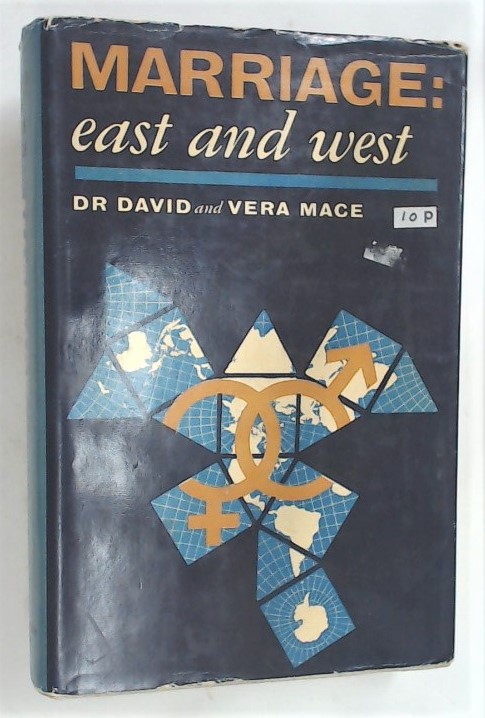 MARRIAGE:
east and west
DR DAVID and VERA MACE
10 P